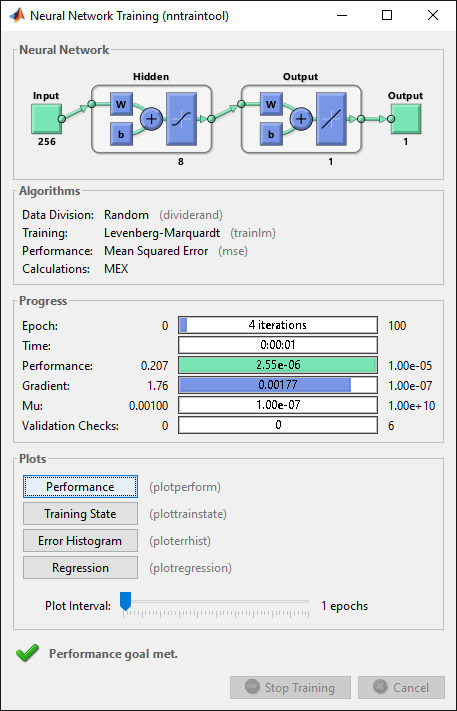 Neural Network Training (nntraintool)
Neural Network
Hidden Output
Input Output
W W
b b
+ +
256 1
8 1
Algorithms
Data Division: Random (dividerand)
Training: Levenberg-Marquardt (trainlm)
Performance: Mean Squared Error (mse)
Calculations: MEX
Progress
Epoch: 0 4 iterations 100
Time: 0:00:01
Performance: 0.207 2.55e-06 1.00e-05
Gradient: 1.76 0.00177 1.00e-07
Mu: 0.00100 1.00e-07 1.00e+10
Validation Checks: 0 0 6
Plots
Performance (plotperform)
Training State (plottrainstate)
Error Histogram (ploterrhist)
Regression (plotregression)
Plot Interval: 1 epochs
Performance goal met.
Stop Training Cancel